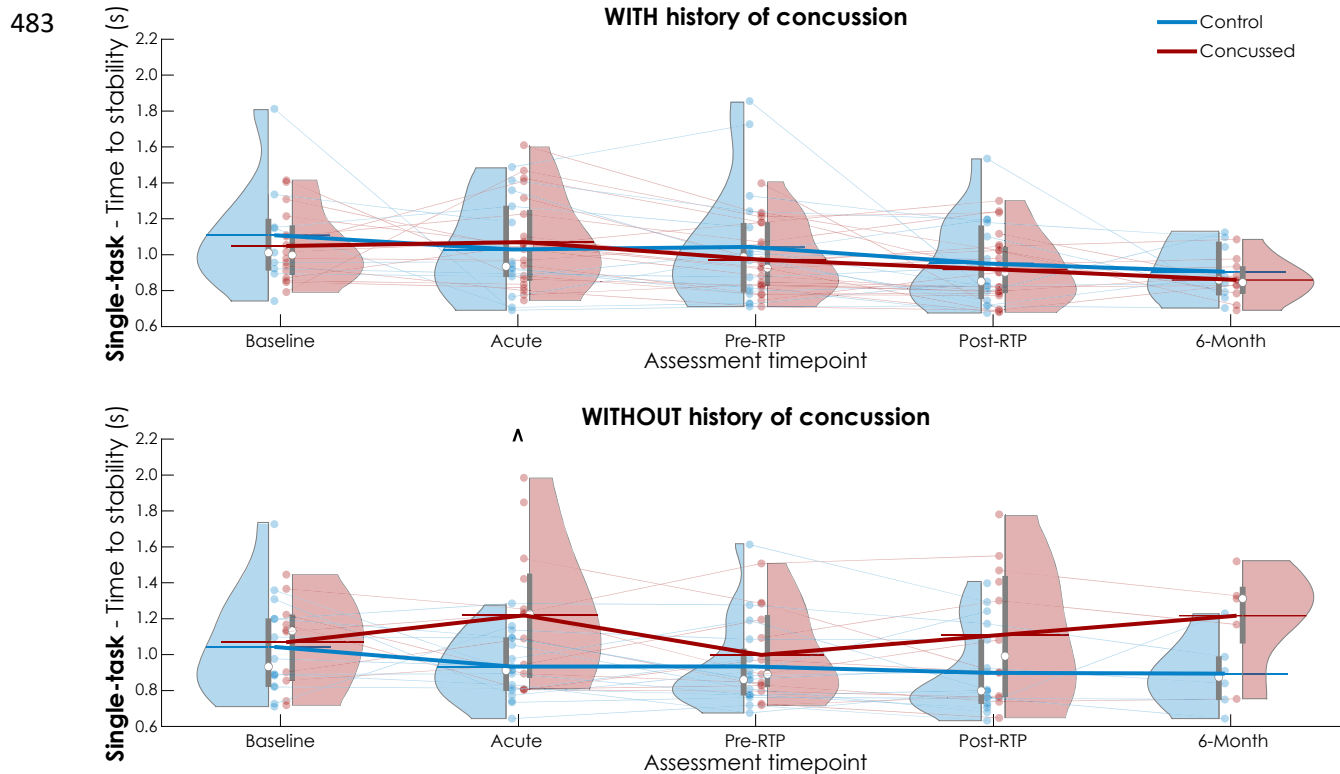 483
WITH history of concussion
Control
Concussed
Single-task - Time to stability (s)
2.2
2.0
1.8
1.6
1.4
1.2
1.0
0.8
0.6
Baseline Acute Pre-RTP Post-RTP 6-Month
Assessment timepoint
WITHOUT history of concussion
^
Single-task - Time to stability (s)
2.2
2.0
1.8
1.6
1.4
1.2
1.0
0.8
0.6
Baseline Acute Pre-RTP Post-RTP 6-Month
Assessment timepoint